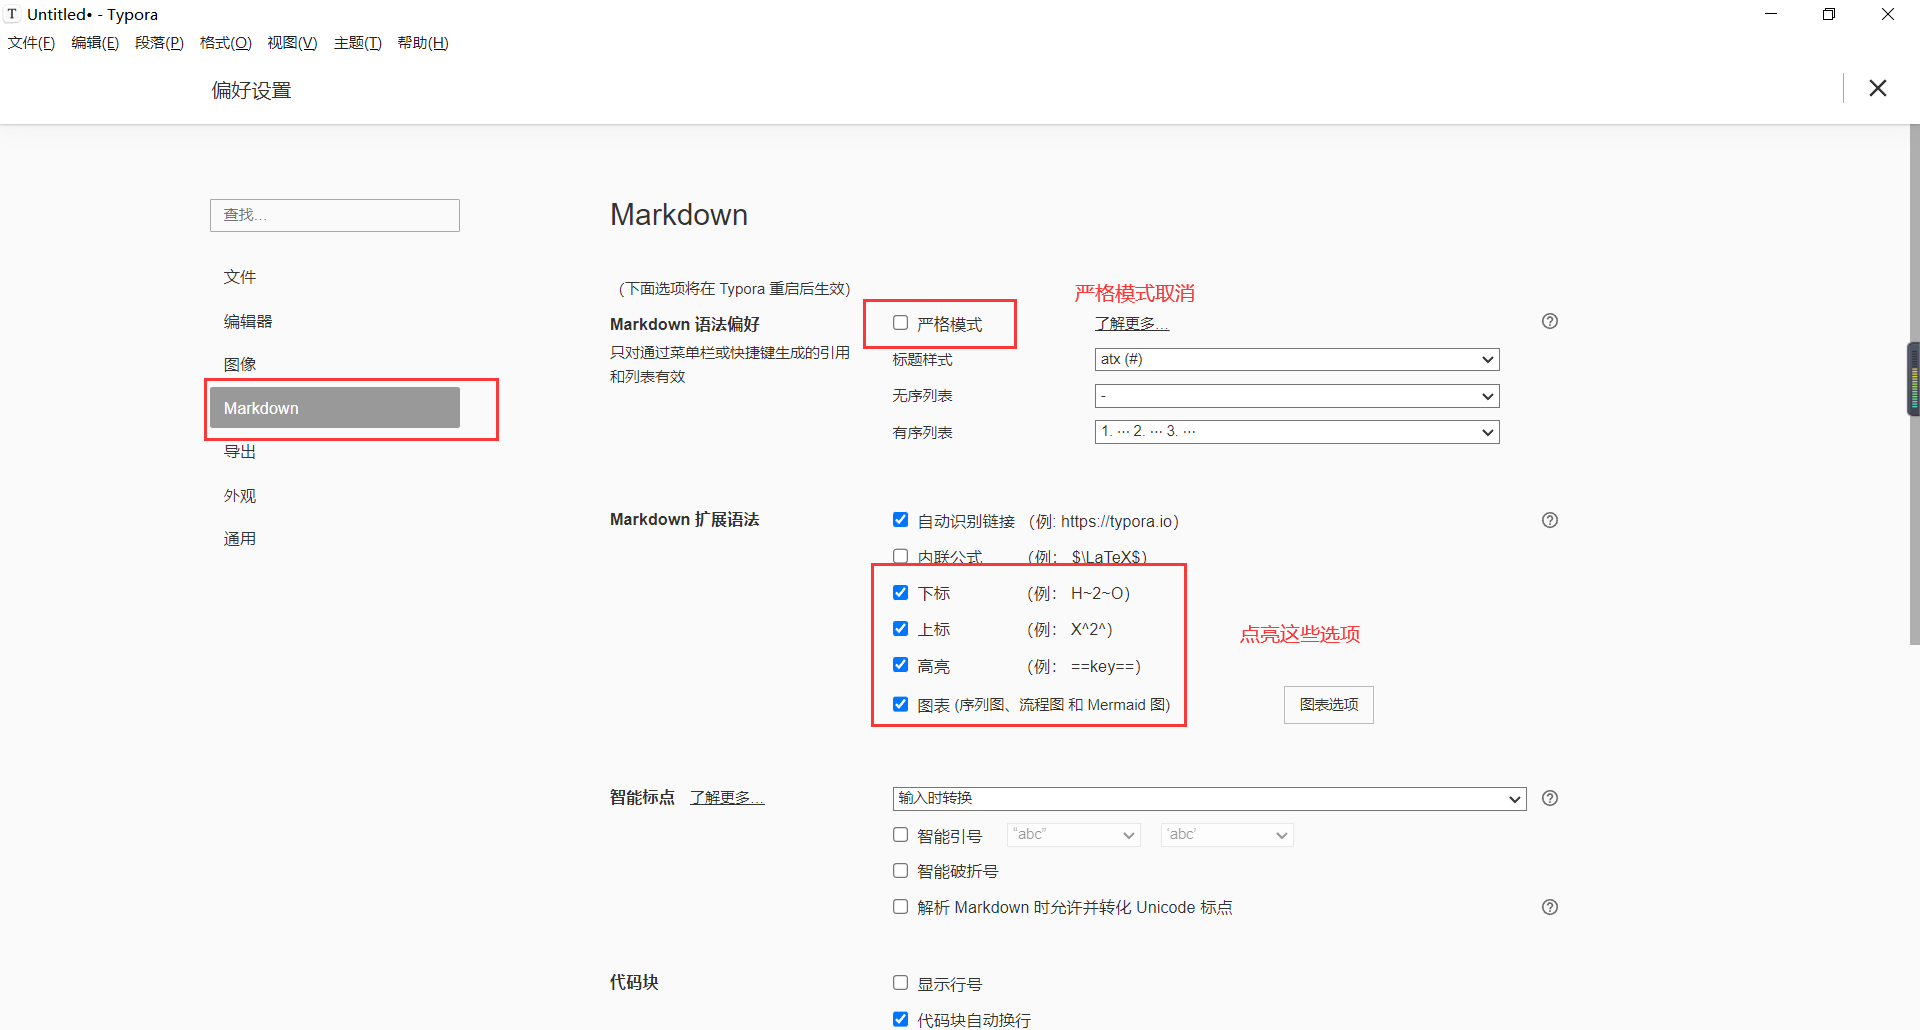 T Untitled• - Typora
文件(F) 编辑(E) 段落(P) 格式(O) 视图(V) 主题(T) 帮助(H)
偏好设置
查找...
文件
编辑器
图像
Markdown
导出
外观
通用
Markdown
（下面选项将在 Typora 重启后生效）
严格模式取消
Markdown 语法偏好
只对通过菜单栏或快捷键生成的引用
和列表有效
严格模式
了解更多...
标题样式
atx (#)
无序列表
-
有序列表
1. ··· 2. ··· 3. ···
Markdown 扩展语法
自动识别链接 （例: https://typora.io）
内联公式 （例： $\LaTeX$）
下标 （例： H~2~O）
上标 （例： X^2^）
高亮 （例： ==key==）
图表 (序列图、流程图 和 Mermaid 图)
点亮这些选项
图表选项
智能标点 了解更多...
输入时转换
智能引号 “abc” ‘abc’
智能破折号
解析 Markdown 时允许并转化 Unicode 标点
代码块
显示行号
代码块自动换行